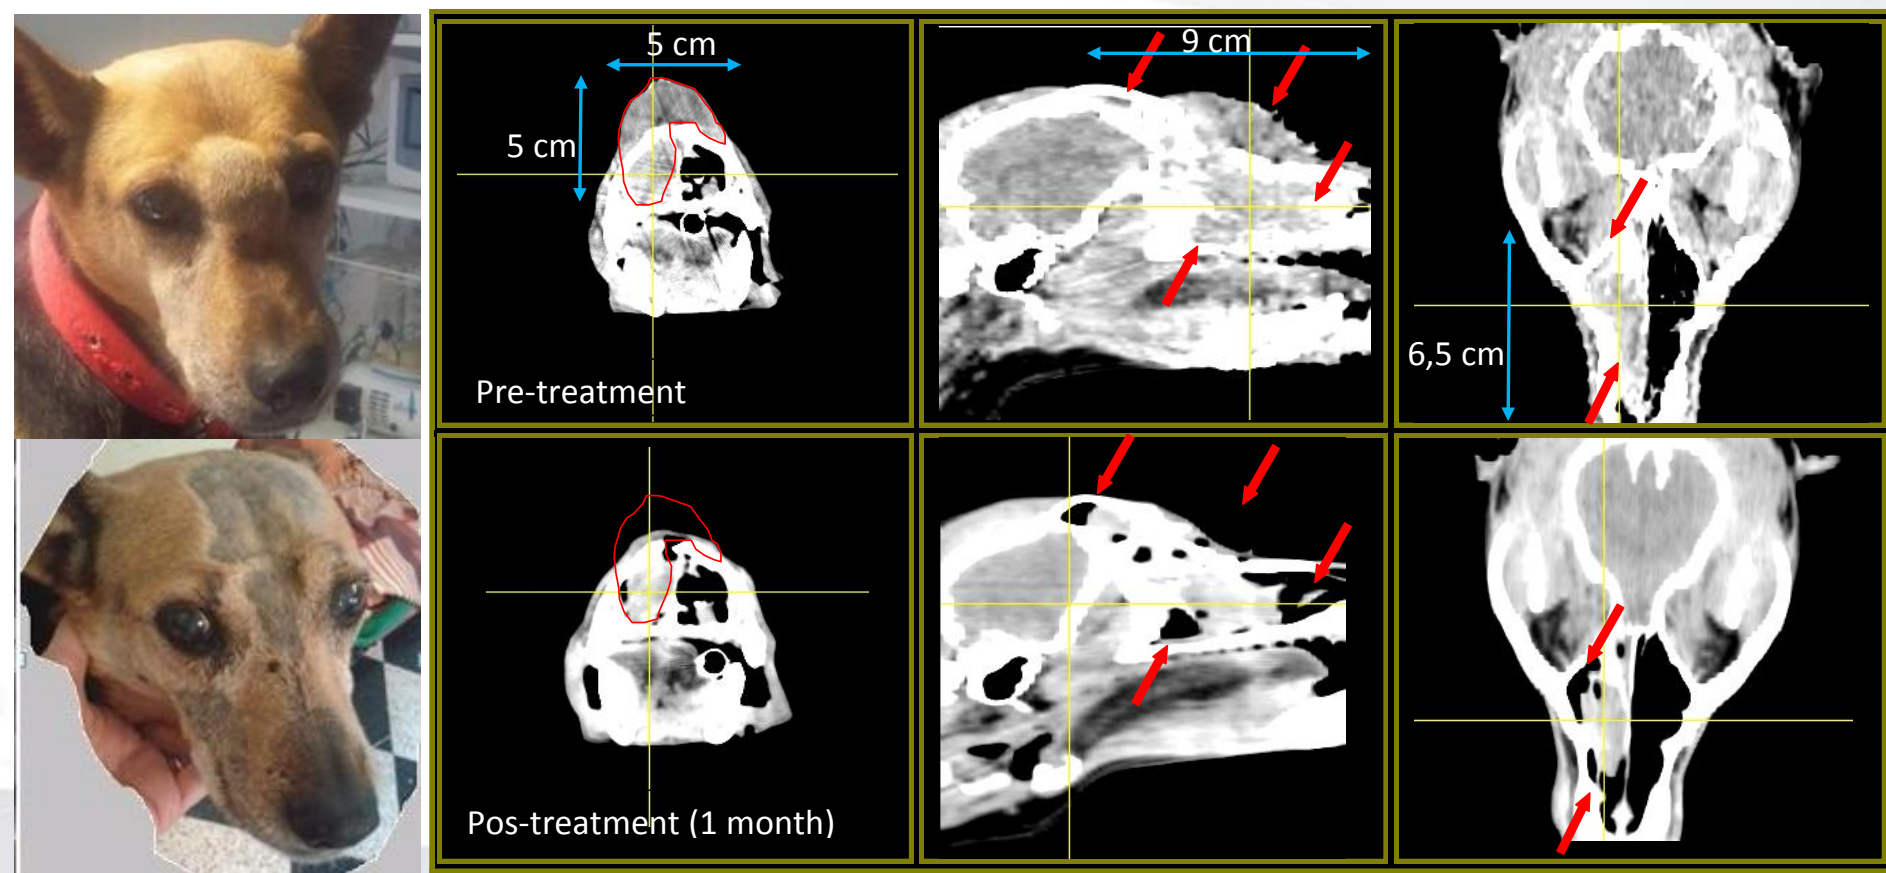 5 cm
9 cm
5 cm
6,5 cm
Pre-treatment
Pos-treatment (1 month)